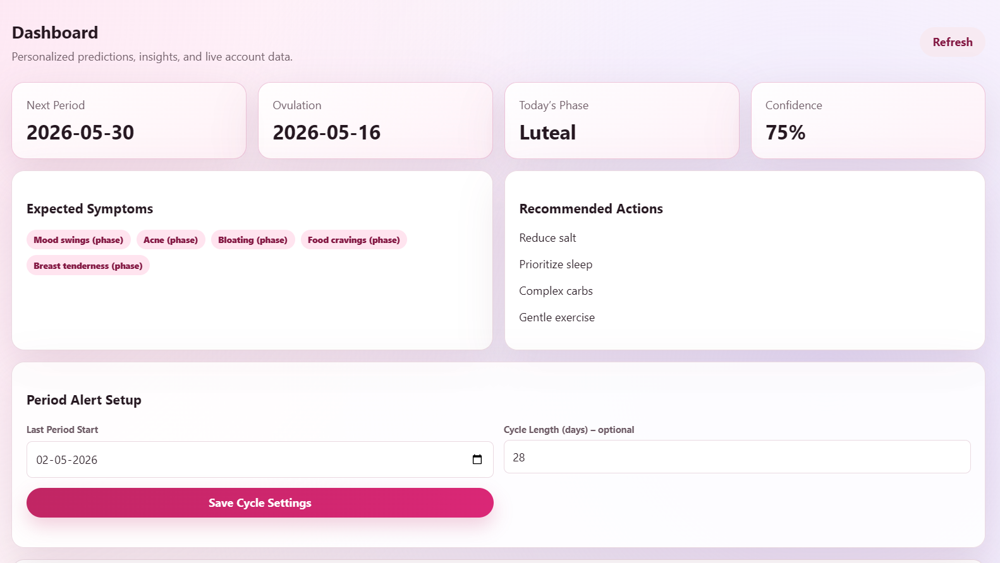 Dashboard
Personalized predictions, insights, and live account data.
Refresh
Next Period
2026-05-30
Ovulation
2026-05-16
Today’s Phase
Luteal
Confidence
75%
Expected Symptoms
Mood swings (phase)
Acne (phase)
Bloating (phase)
Food cravings (phase)
Breast tenderness (phase)
Recommended Actions
Reduce salt
Prioritize sleep
Complex carbs
Gentle exercise
Period Alert Setup
Last Period Start
02-05-2026
Cycle Length (days) – optional
28
Save Cycle Settings